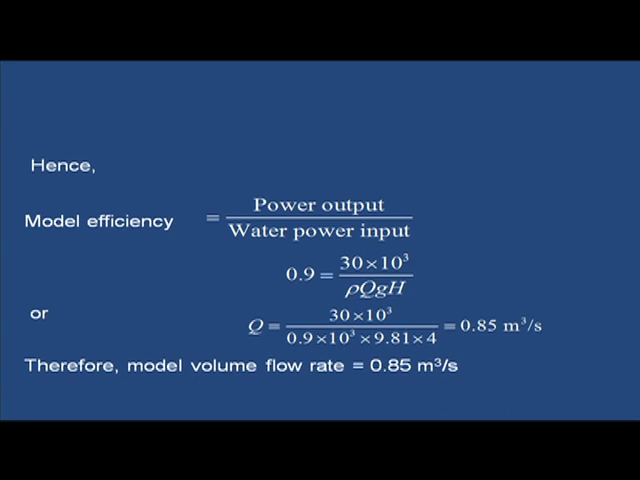 Hence,
Model efficiency = Power output / Water power input
0.9 = 30×10³ / ρQgH
or
Q = 30×10³ / 0.9×10³×9.81×4 = 0.85 m³/s
Therefore, model volume flow rate = 0.85 m³/s